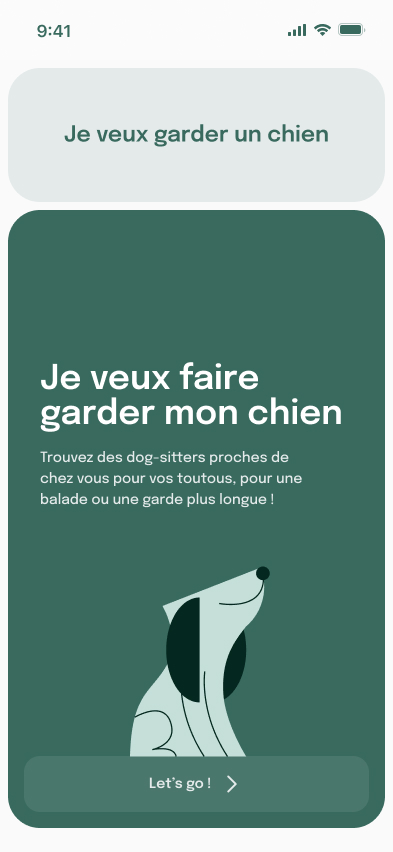 9:41
Je veux garder un chien
Je veux faire
garder mon chien
Trouvez des dog-sitters proches de
chez vous pour vos toutous, pour une
balade ou une garde plus longue !
Let's go !